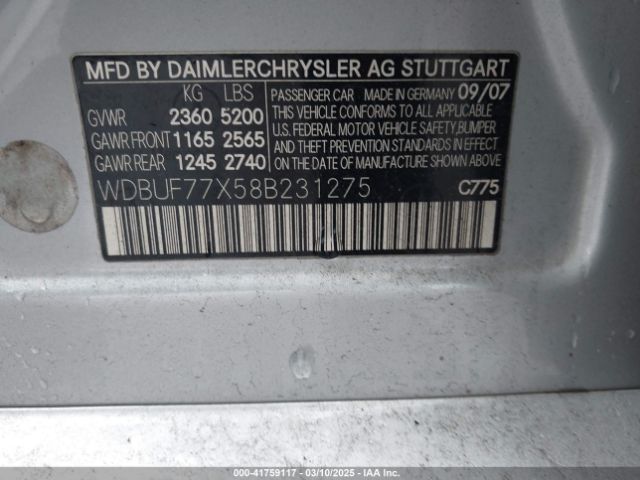 MFD BY DAIMLERCHRYSLER AG STUTTGART
KG LBS
GVWR 2360 5200
GAWR FRONT 1165 2565
GAWR REAR 1245 2740
PASSENGER CAR MADE IN GERMANY 09/07
THIS VEHICLE CONFORMS TO ALL APPLICABLE
U.S. FEDERAL MOTOR VEHICLE SAFETY, BUMPER
AND THEFT PREVENTION STANDARDS IN EFFECT
ON THE DATE OF MANUFACTURE SHOWN ABOVE.
WDBUF77X58B231275 C775
000-41759117 - 03/10/2025 - IAA Inc.